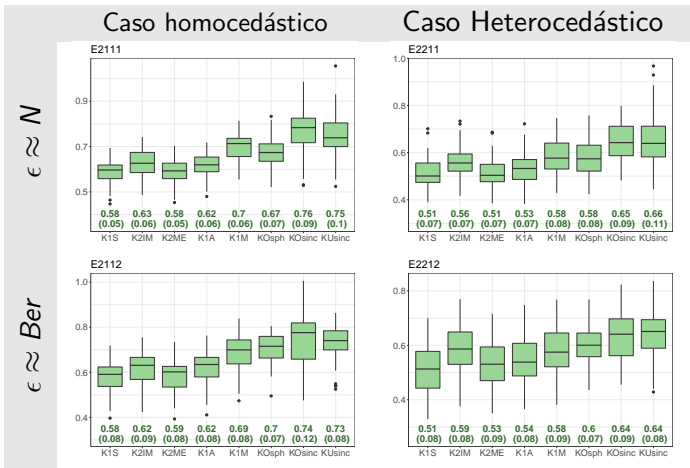 Caso homocedástico
Caso Heterocedástico
ϵ ≈ N
E2111
0.9
0.7
0.5
0.58 0.63 0.58 0.62 0.7 0.67 0.76 0.75
(0.05) (0.06) (0.05) (0.06) (0.06) (0.07) (0.09) (0.1)
K1S K2IM K2ME K1A K1M KOsph KOsinc KUsinc
E2211
1.0
0.8
0.6
0.4
0.51 0.56 0.51 0.53 0.58 0.58 0.65 0.66
(0.07) (0.07) (0.07) (0.07) (0.08) (0.08) (0.09) (0.11)
K1S K2IM K2ME K1A K1M KOsph KOsinc KUsinc
ϵ ≈ Ber
E2112
1.0
0.8
0.6
0.4
0.58 0.62 0.59 0.62 0.69 0.7 0.74 0.73
(0.08) (0.09) (0.08) (0.08) (0.08) (0.07) (0.12) (0.08)
K1S K2IM K2ME K1A K1M KOsph KOsinc KUsinc
E2212
0.8
0.6
0.4
0.51 0.59 0.53 0.54 0.58 0.6 0.64 0.64
(0.08) (0.08) (0.09) (0.08) (0.09) (0.07) (0.09) (0.08)
K1S K2IM K2ME K1A K1M KOsph KOsinc KUsinc